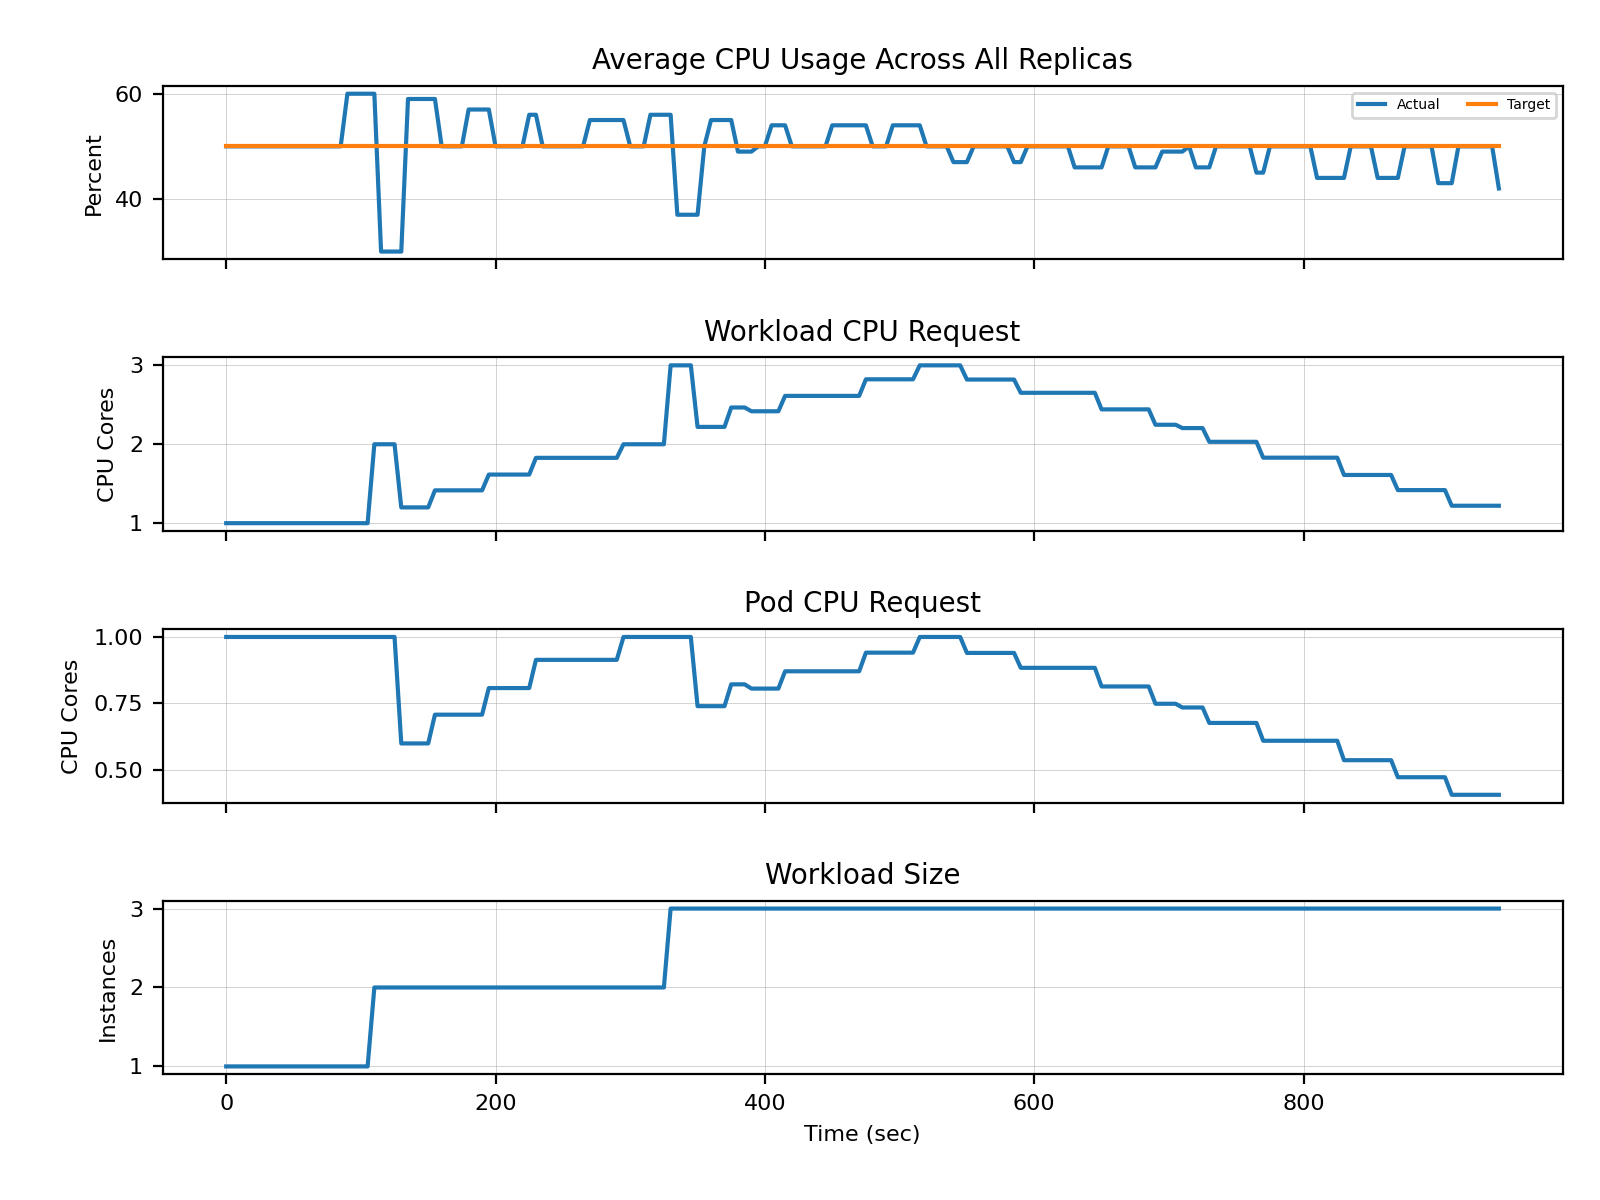 Average CPU Usage Across All Replicas
60
40
Percent
Actual
Target
Workload CPU Request
3
2
1
CPU Cores
Pod CPU Request
1.00
0.75
0.50
CPU Cores
Workload Size
3
2
1
Instances
0 200 400 600 800
Time (sec)